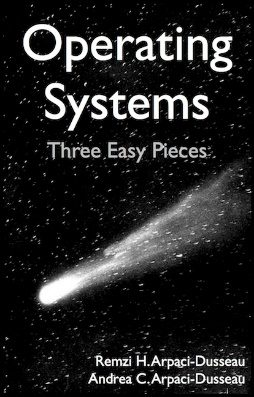 Operating
Systems
Three Easy Pieces
Remzi H. Arpaci-Dusseau
Andrea C. Arpaci-Dusseau